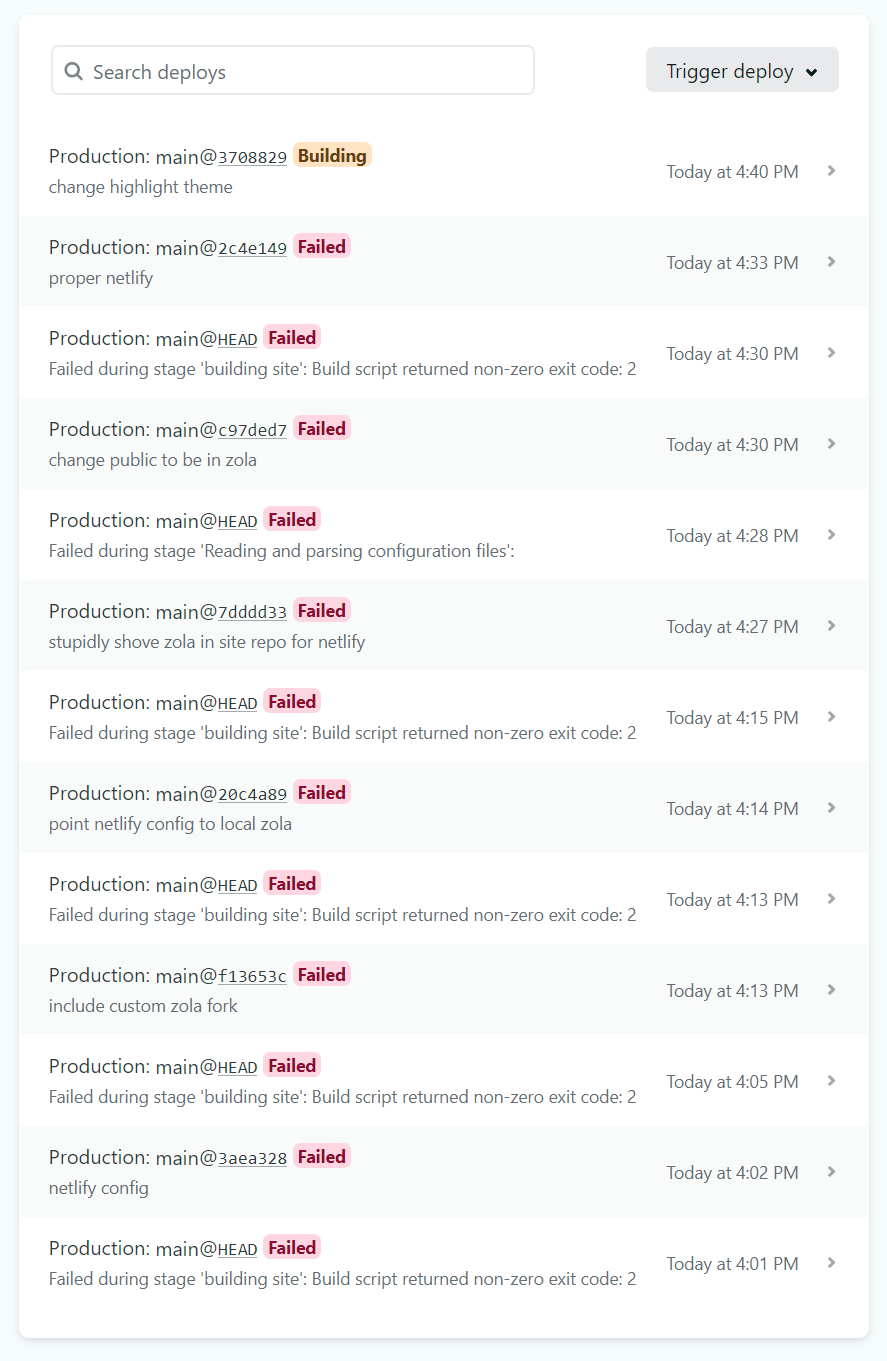 Search deploys
Trigger deploy
Production: main@3708829 Building
change highlight theme
Today at 4:40 PM
Production: main@2c4e149 Failed
proper netlify
Today at 4:33 PM
Production: main@HEAD Failed
Failed during stage 'building site': Build script returned non-zero exit code: 2
Today at 4:30 PM
Production: main@c97ded7 Failed
change public to be in zola
Today at 4:30 PM
Production: main@HEAD Failed
Failed during stage 'Reading and parsing configuration files':
Today at 4:28 PM
Production: main@7dddd33 Failed
stupidly shove zola in site repo for netlify
Today at 4:27 PM
Production: main@HEAD Failed
Failed during stage 'building site': Build script returned non-zero exit code: 2
Today at 4:15 PM
Production: main@20c4a89 Failed
point netlify config to local zola
Today at 4:14 PM
Production: main@HEAD Failed
Failed during stage 'building site': Build script returned non-zero exit code: 2
Today at 4:13 PM
Production: main@f13653c Failed
include custom zola fork
Today at 4:13 PM
Production: main@HEAD Failed
Failed during stage 'building site': Build script returned non-zero exit code: 2
Today at 4:05 PM
Production: main@3aea328 Failed
netlify config
Today at 4:02 PM
Production: main@HEAD Failed
Failed during stage 'building site': Build script returned non-zero exit code: 2
Today at 4:01 PM